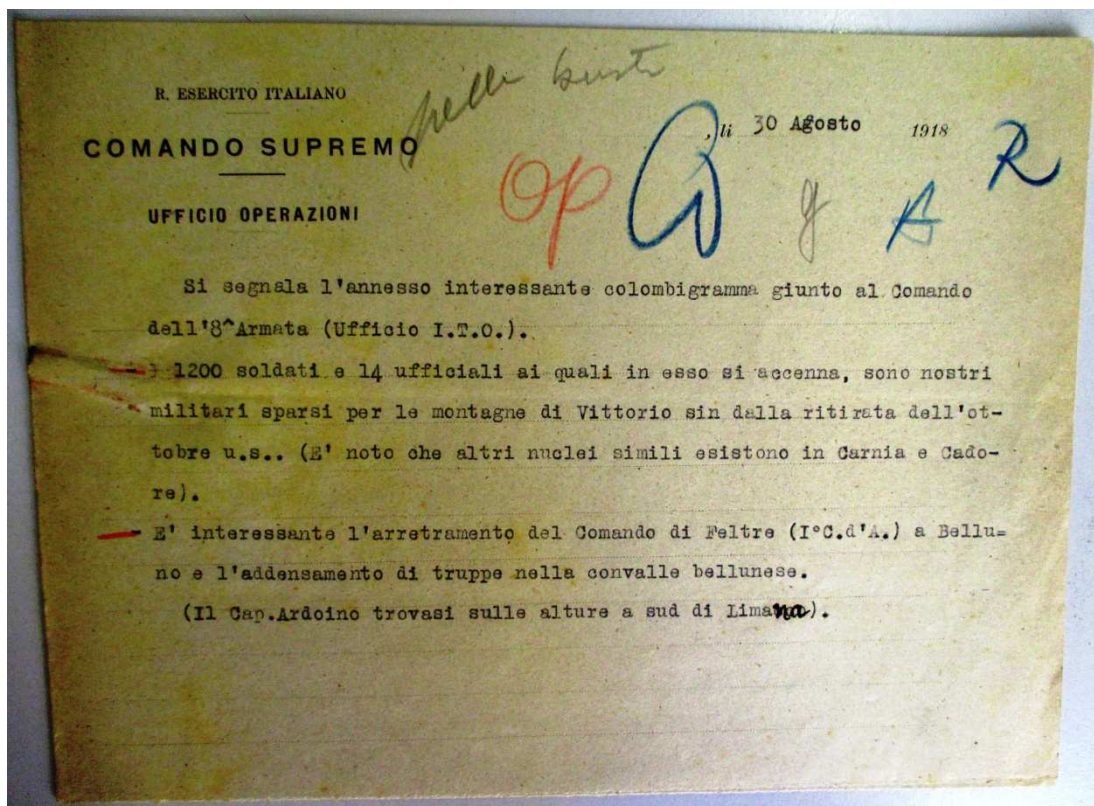 R. ESERCITO ITALIANO
COMANDO SUPREMO
UFFICIO OPERAZIONI
, li 30 Agosto 1918
Op
R
Si segnala l'annesso interessante colombigramma giunto al Comando
dell'8^Armata (Ufficio I.T.O.).
1200 soldati e 14 ufficiali ai quali in esso si accenna, sono nostri
militari sparsi per le montagne di Vittorio sin dalla ritirata dell'ot-
tobre u.s.. (E' noto che altri nuclei simili esistono in Carnia e Cado-
re).
E' interessante l'arretramento del Comando di Feltre (I°C.d'A.) a Bellu=
no e l'addensamento di truppe nella convalle bellunese.
(Il Cap.Ardoino trovasi sulle alture a sud di Limana).